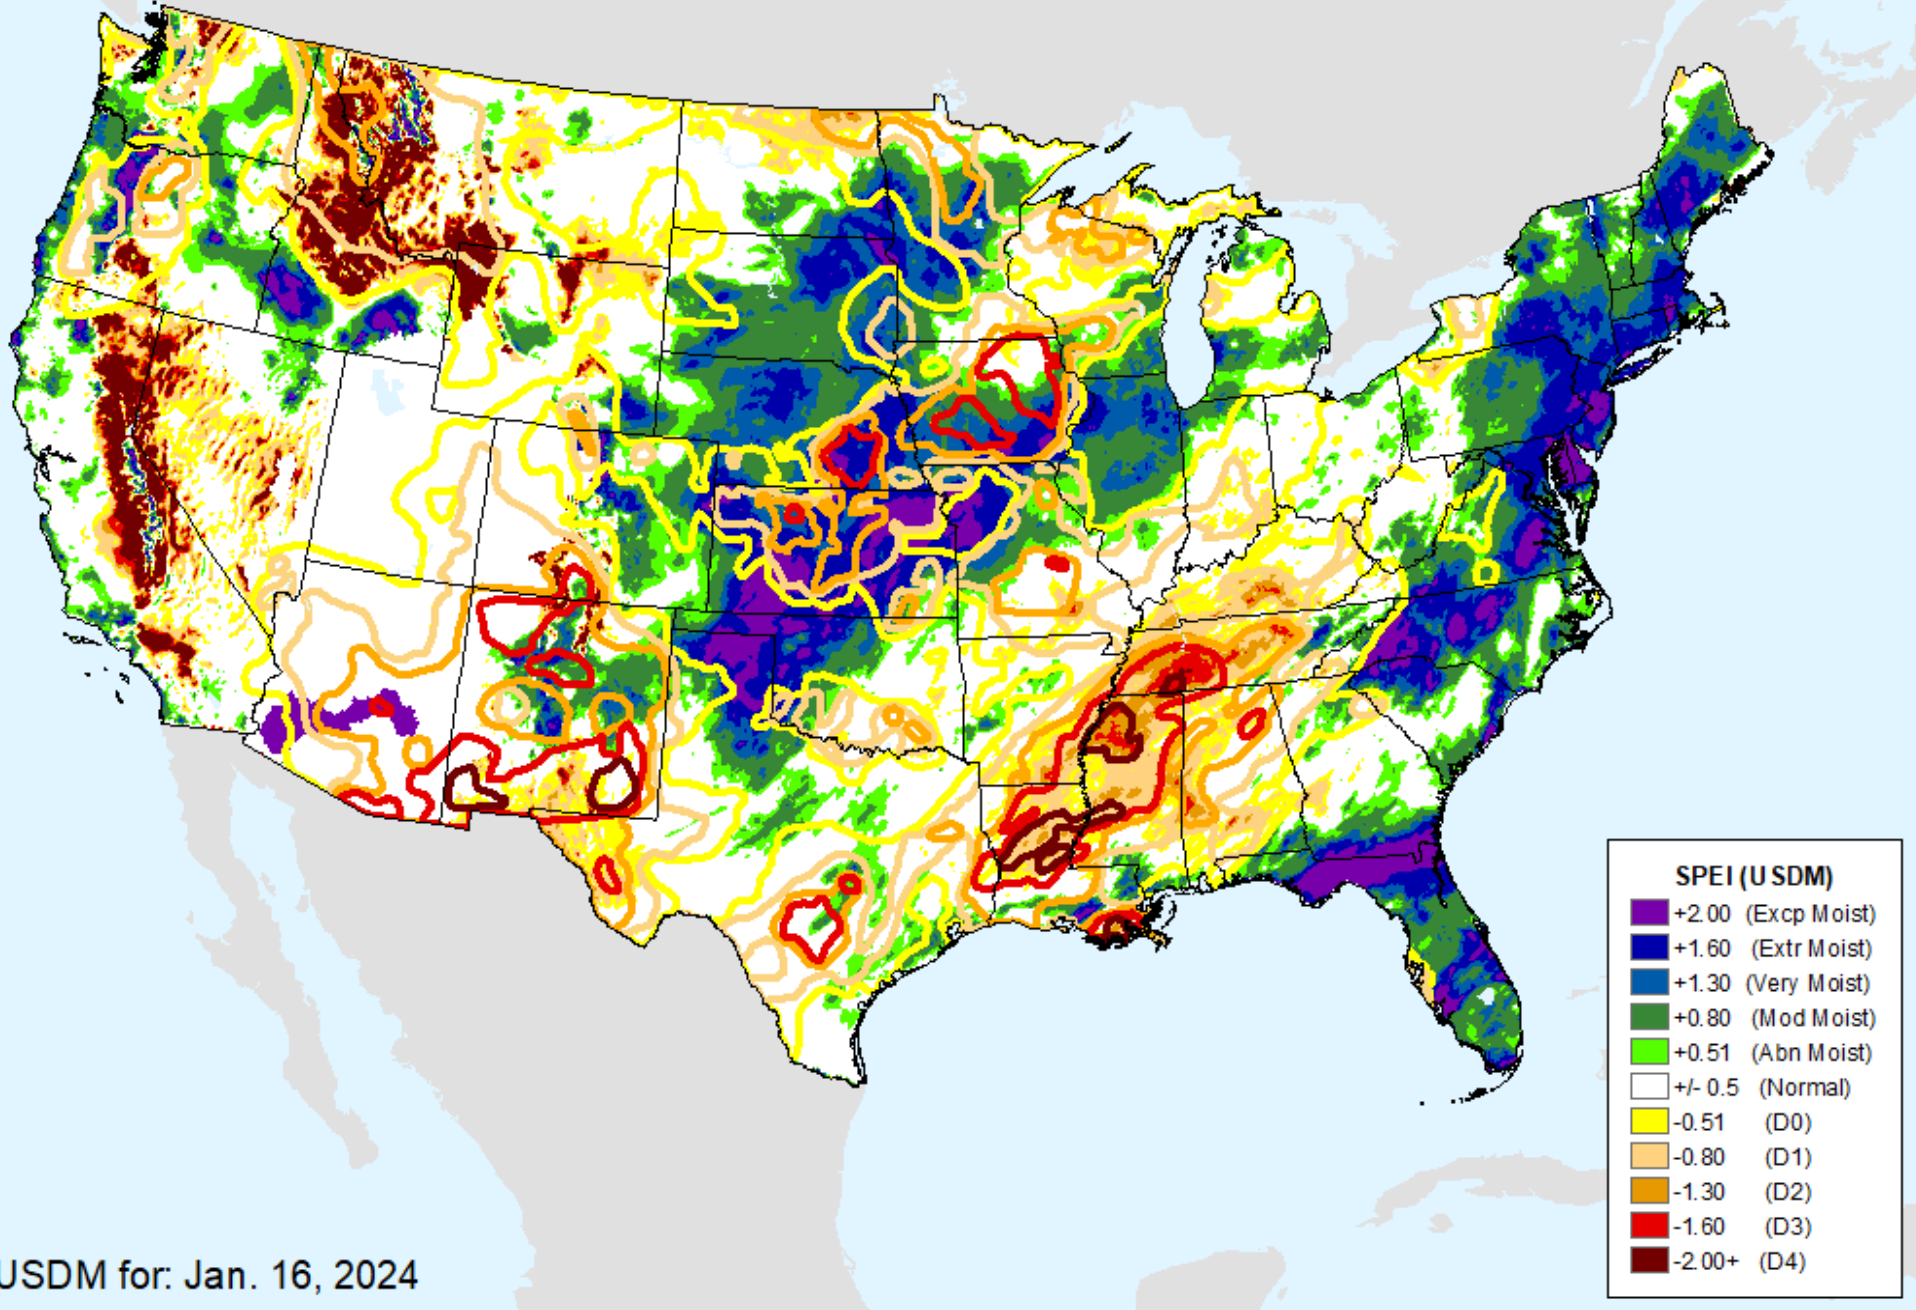 SPEI (USDM)
+2.00 (Excp Moist)
+1.60 (Extr Moist)
+1.30 (Very Moist)
+0.80 (Mod Moist)
+0.51 (Abn Moist)
+/- 0.5 (Normal)
-0.51 (D0)
-0.80 (D1)
-1.30 (D2)
-1.60 (D3)
-2.00+ (D4)
USDM for: Jan. 16, 2024